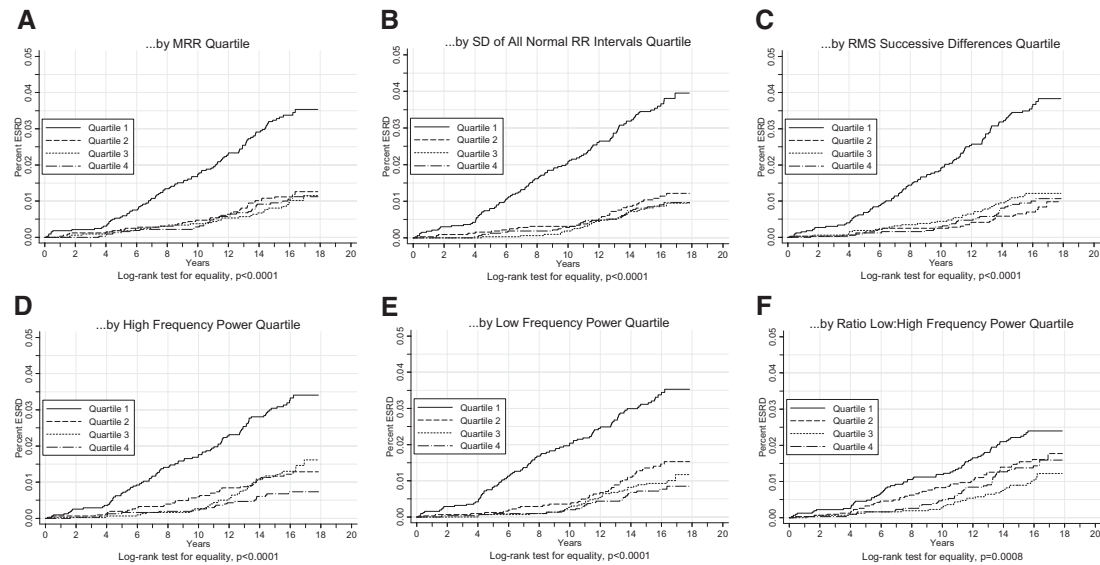 A
...by MRR Quartile
Percent ESRD
0.05
0.04
0.03
0.02
0.01
0.00
Quartile 1
Quartile 2
Quartile 3
Quartile 4
0 2 4 6 8 10 12 14 16 18 20
Years
Log-rank test for equality, p<0.0001
B
...by SD of All Normal RR Intervals Quartile
Percent ESRD
0.05
0.04
0.03
0.02
0.01
0.00
Quartile 1
Quartile 2
Quartile 3
Quartile 4
0 2 4 6 8 10 12 14 16 18 20
Years
Log-rank test for equality, p<0.0001
C
...by RMS Successive Differences Quartile
Percent ESRD
0.05
0.04
0.03
0.02
0.01
0.00
Quartile 1
Quartile 2
Quartile 3
Quartile 4
0 2 4 6 8 10 12 14 16 18 20
Years
Log-rank test for equality, p<0.0001
D
...by High Frequency Power Quartile
Percent ESRD
0.05
0.04
0.03
0.02
0.01
0.00
Quartile 1
Quartile 2
Quartile 3
Quartile 4
0 2 4 6 8 10 12 14 16 18 20
Years
Log-rank test for equality, p<0.0001
E
...by Low Frequency Power Quartile
Percent ESRD
0.05
0.04
0.03
0.02
0.01
0.00
Quartile 1
Quartile 2
Quartile 3
Quartile 4
0 2 4 6 8 10 12 14 16 18 20
Years
Log-rank test for equality, p<0.0001
F
...by Ratio Low:High Frequency Power Quartile
Percent ESRD
0.05
0.04
0.03
0.02
0.01
0.00
Quartile 1
Quartile 2
Quartile 3
Quartile 4
0 2 4 6 8 10 12 14 16 18 20
Years
Log-rank test for equality, p=0.0008